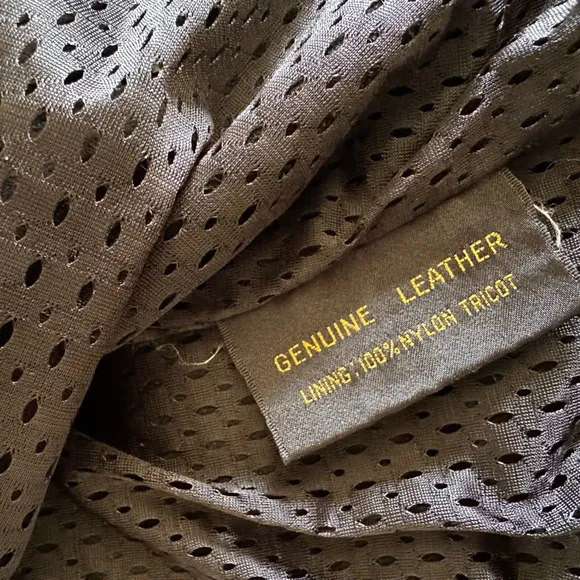 GENUINE LEATHER
LINING; 100% NYLON TRICOT